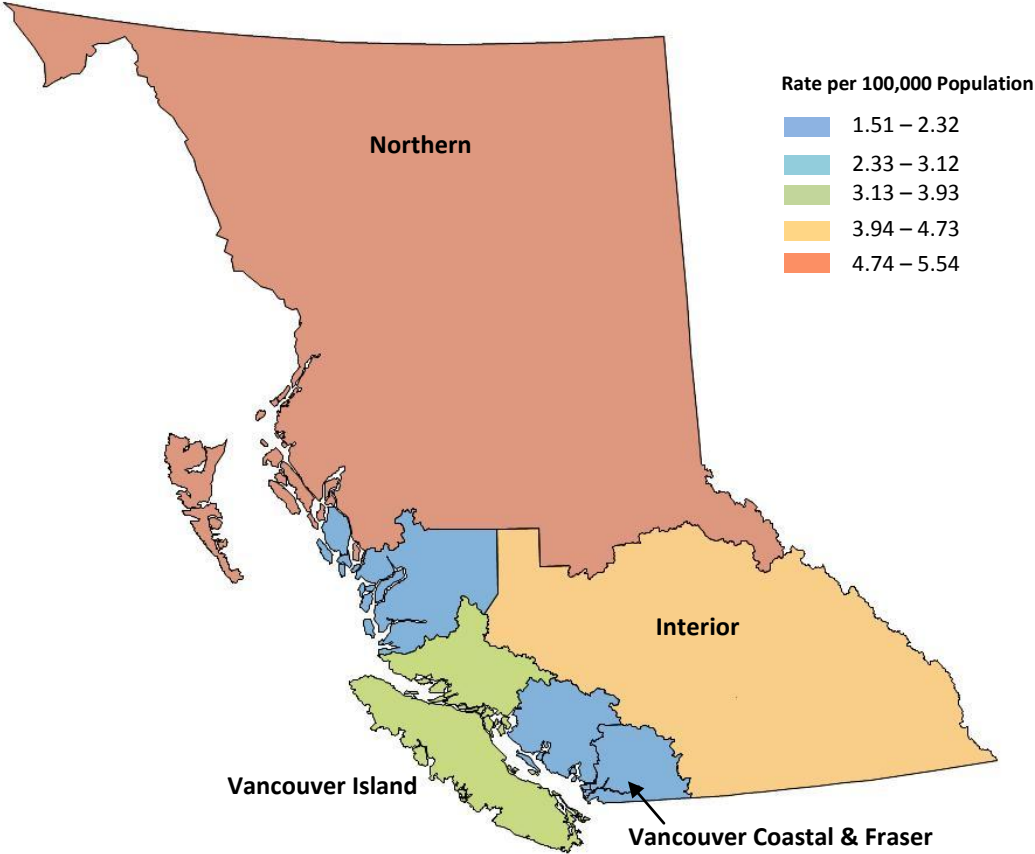 Rate per 100,000 Population
1.51 – 2.32
2.33 – 3.12
3.13 – 3.93
3.94 – 4.73
4.74 – 5.54
Northern
Interior
Vancouver Island
Vancouver Coastal & Fraser